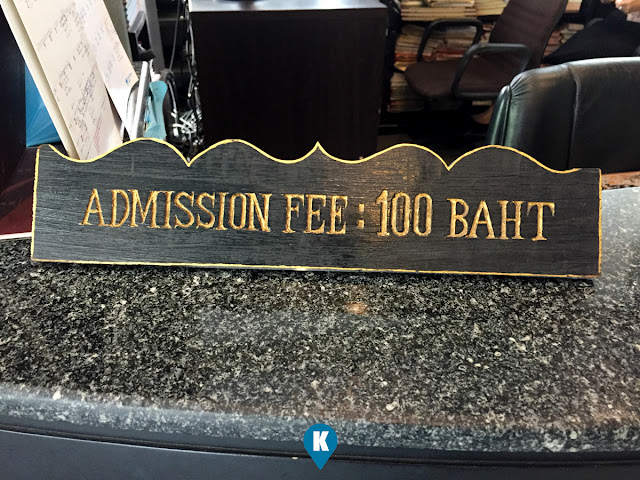 ADMISSION FEE : 100 BAHT
K